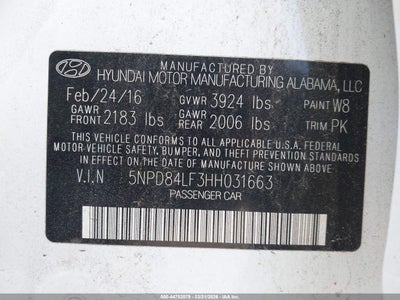 MANUFACTURED BY
HYUNDAI MOTOR MANUFACTURING ALABAMA, LLC
Feb/24/16 GVWR 3924 lbs. PAINT W8
GAWR FRONT 2183 lbs GAWR REAR 2006 lbs. TRIM PK
THIS VEHICLE CONFORMS TO ALL APPLICABLE U.S.A. FEDERAL
MOTOR VEHICLE SAFETY, BUMPER, AND THEFT PREVENTION
STANDARDS IN EFFECT ON THE DATE OF MANUFACTURE SHOWN ABOVE.
V.I.N 5NPD84LF3HH031663
PASSENGER CAR